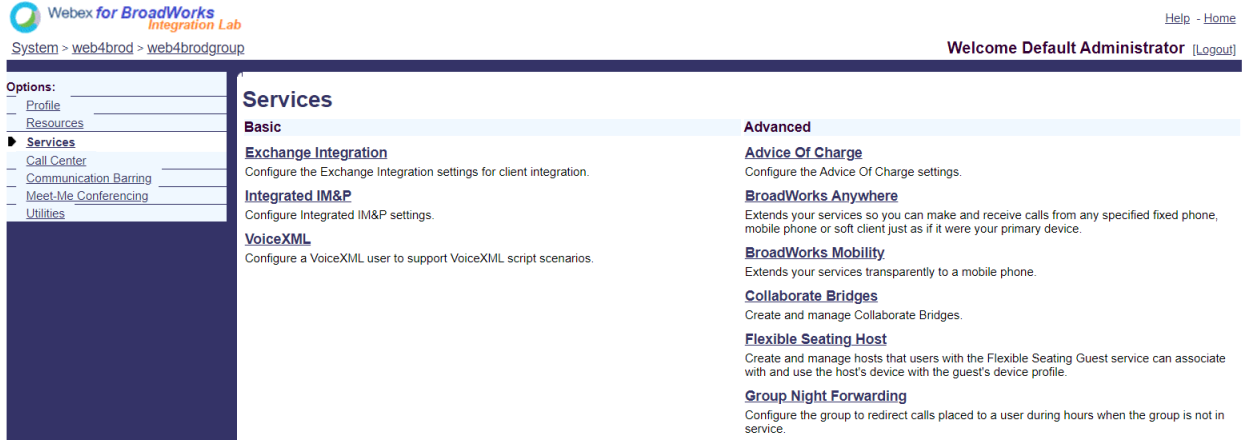 Webex for BroadWorks
Integration Lab
Help - Home
System > web4brod > web4brodgroup
Welcome Default Administrator [Logout]
Options:
Profile
Resources
Services
Call Center
Communication Barring
Meet-Me Conferencing
Utilities
Services
Basic
Exchange Integration
Configure the Exchange Integration settings for client integration.
Integrated IM&P
Configure Integrated IM&P settings.
VoiceXML
Configure a VoiceXML user to support VoiceXML script scenarios.
Advanced
Advice Of Charge
Configure the Advice Of Charge settings.
BroadWorks Anywhere
Extends your services so you can make and receive calls from any specified fixed phone,
mobile phone or soft client just as if it were your primary device.
BroadWorks Mobility
Extends your services transparently to a mobile phone.
Collaborate Bridges
Create and manage Collaborate Bridges.
Flexible Seating Host
Create and manage hosts that users with the Flexible Seating Guest service can associate
with and use the host's device with the guest's device profile.
Group Night Forwarding
Configure the group to redirect calls placed to a user during hours when the group is not in
service.